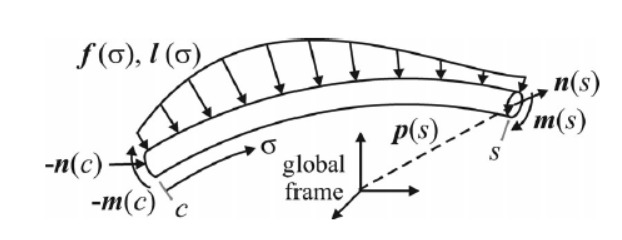 f(σ), l(σ)
n(s)
m(s)
p(s)
s
σ
global
frame
-n(c)
-m(c)
c